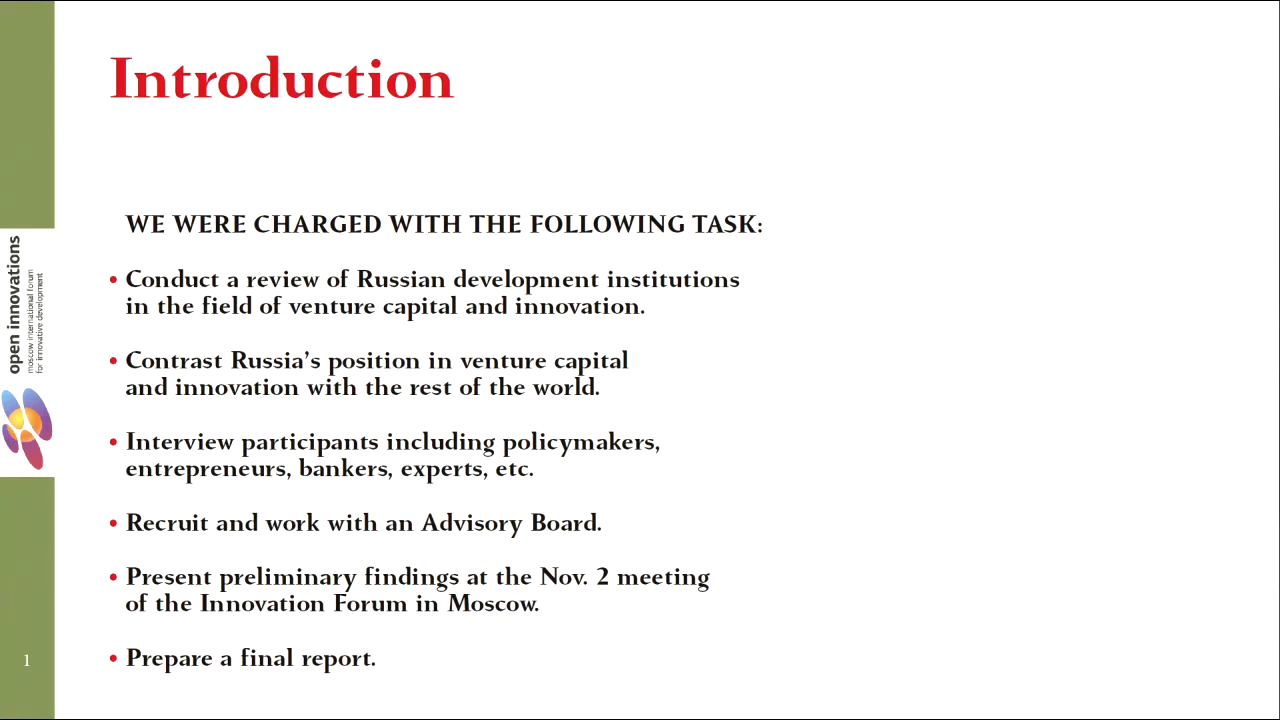 Introduction
WE WERE CHARGED WITH THE FOLLOWING TASK:
• Conduct a review of Russian development institutions
in the field of venture capital and innovation.
• Contrast Russia's position in venture capital
and innovation with the rest of the world.
• Interview participants including policymakers,
entrepreneurs, bankers, experts, etc.
• Recruit and work with an Advisory Board.
• Present preliminary findings at the Nov. 2 meeting
of the Innovation Forum in Moscow.
• Prepare a final report.
open innovations
moscow international forum
for innovative development
1